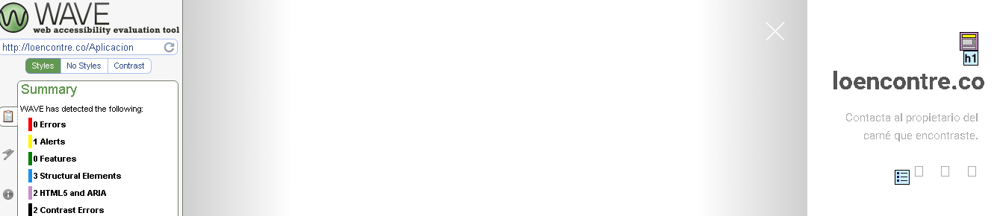 WAVE
web accessibility evaluation tool
http://loencontre.co/Aplicacion
Styles No Styles Contrast
Summary
WAVE has detected the following:
0 Errors
1 Alerts
0 Features
3 Structural Elements
2 HTML5 and ARIA
2 Contrast Errors
h1
loencontre.co
Contacta al propietario del
carné que encontraste.